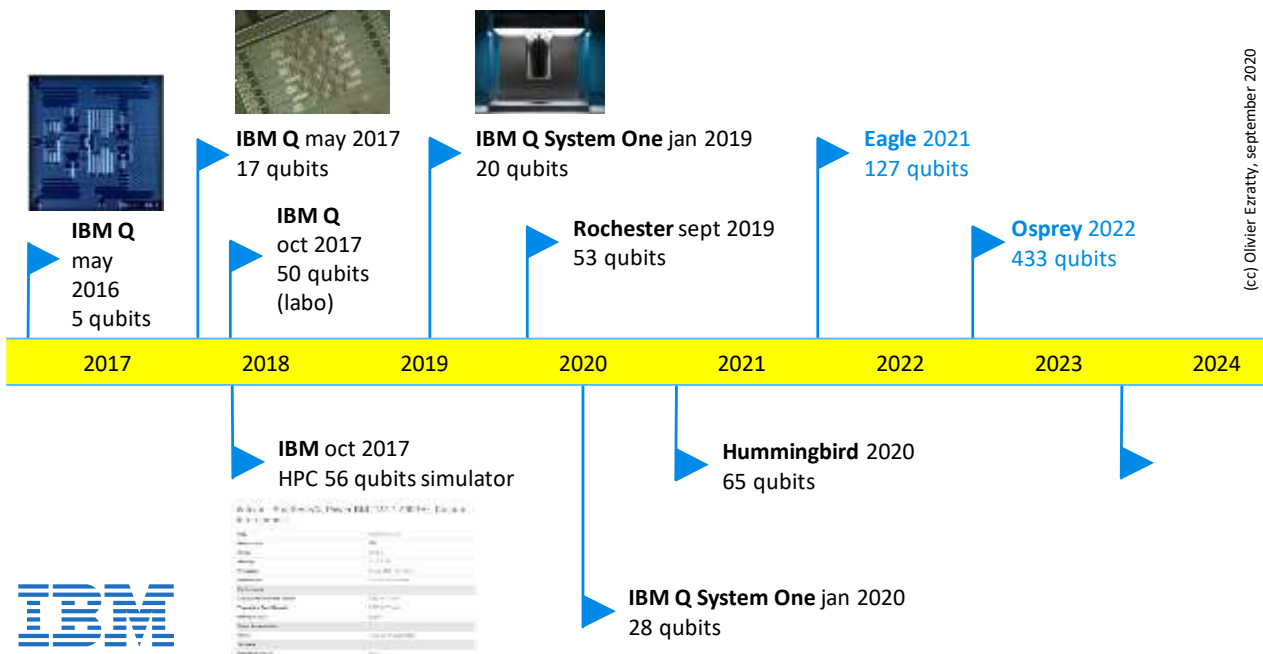 IBM Q may 2017
17 qubits
IBM Q System One jan 2019
20 qubits
Eagle 2021
127 qubits
(cc) Olivier Ezratty, september 2020
IBM Q
may
2016
5 qubits
IBM Q
oct 2017
50 qubits
(labo)
Rochester sept 2019
53 qubits
Osprey 2022
433 qubits
2017 2018 2019 2020 2021 2022 2023 2024
IBM oct 2017
HPC 56 qubits simulator
Hummingbird 2020
65 qubits
IBM Q System One jan 2020
28 qubits
IBM